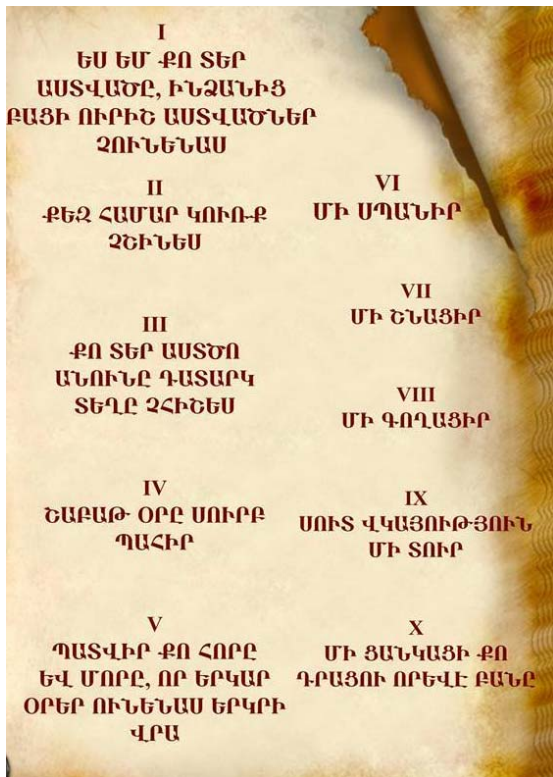 I
ԵՍ ԵՄ ՔՈ ՏԵՐ
ԱՍՏՎԱԾԸ, ԻՆՁԱՆԻՑ
ԲԱՑԻ ՈՒՐԻՇ ԱՍՏՎԱԾՆԵՐ
ՉՈՒՆԵՆԱՍ
II
ՔԵԶ ՀԱՄԱՐ ԿՈՒՌՔ
ՉՇԻՆԵՍ
III
ՔՈ ՏԵՐ ԱՍՏԾՈ
ԱՆՈՒՆԸ ԴԱՏԱՐԿ
ՏԵՂԸ ՉՀԻՇԵՍ
IV
ՇԱԲԱԹ ՕՐԸ ՍՈՒՐԲ
ՊԱՀԻՐ
V
ՊԱՏՎԻՐ ՔՈ ՀՈՐԸ
ԵՎ ՄՈՐԸ, ՈՐ ԵՐԿԱՐ
ՕՐԵՐ ՈՒՆԵՆԱՍ ԵՐԿՐԻ
ՎՐԱ
VI
ՄԻ ՍՊԱՆԻՐ
VII
ՄԻ ՇՆԱՑԻՐ
VIII
ՄԻ ԳՈՂԱՑԻՐ
IX
ՍՈՒՏ ՎԿԱՅՈՒԹՅՈՒՆ
ՄԻ ՏՈՒՐ
X
ՄԻ ՑԱՆԿԱՑԻ ՔՈ
ԴՐԱՑՈՒ ՈՐԵՎԷ ԲԱՆԸ